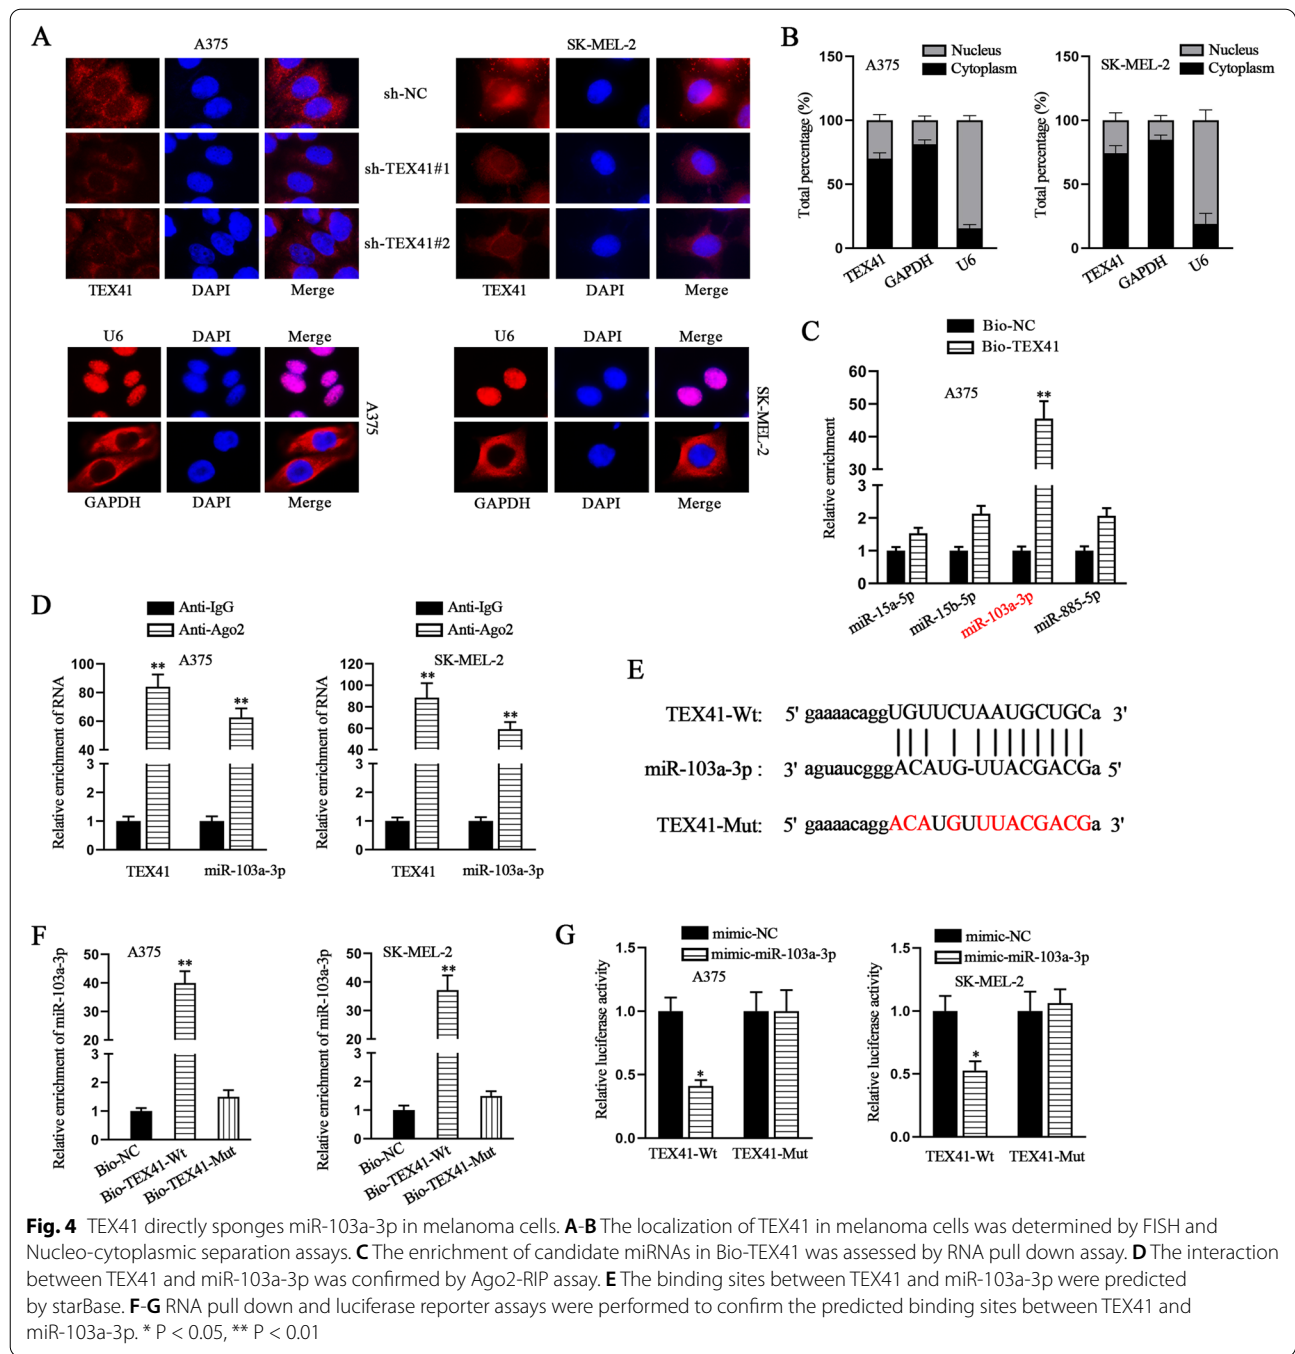 A
A375
SK-MEL-2
sh-NC
sh-TEX41#1
sh-TEX41#2
TEX41 DAPI Merge
TEX41 DAPI Merge
U6 DAPI Merge
U6 DAPI Merge
A375
SK-MEL-2
GAPDH DAPI Merge
GAPDH DAPI Merge
B
Nucleus
Cytoplasm
A375
Total percentage (%)
150
100
50
0
TEX41 GAPDH U6
Nucleus
Cytoplasm
SK-MEL-2
Total percentage (%)
150
100
50
0
TEX41 GAPDH U6
C
Bio-NC
Bio-TEX41
A375
Relative enrichment
60
50
40
30
3
2
1
0
**
miR-15a-5p miR-15b-5p miR-103a-3p miR-885-5p
D
Anti-IgG
Anti-Ago2
A375
Relative enrichment of RNA
100
80
60
40
3
2
1
0
**
**
TEX41 miR-103a-3p
Anti-IgG
Anti-Ago2
SK-MEL-2
Relative enrichment of RNA
120
100
80
60
40
3
2
1
0
**
**
TEX41 miR-103a-3p
E
TEX41-Wt: 5' gaaaacaggUGUUCUAAUGCUGCa 3'
miR-103a-3p : 3' aguaucgggACAUG-UUACGACGa 5'
TEX41-Mut: 5' gaaaacaggACAUGUUUACGACGa 3'
F
A375
Relative enrichment of miR-103a-3p
50
40
30
20
3
2
1
0
**
Bio-NC Bio-TEX41-Wt Bio-TEX41-Mut
SK-MEL-2
Relative enrichment of miR-103a-3p
50
40
30
20
3
2
1
0
**
Bio-NC Bio-TEX41-Wt Bio-TEX41-Mut
G
mimic-NC
mimic-miR-103a-3p
A375
Relative luciferase activity
1.5
1.0
0.5
0.0
*
TEX41-Wt TEX41-Mut
mimic-NC
mimic-miR-103a-3p
SK-MEL-2
Relative luciferase activity
1.5
1.0
0.5
0.0
*
TEX41-Wt TEX41-Mut
Fig. 4 TEX41 directly sponges miR-103a-3p in melanoma cells. A-B The localization of TEX41 in melanoma cells was determined by FISH and
Nucleo-cytoplasmic separation assays. C The enrichment of candidate miRNAs in Bio-TEX41 was assessed by RNA pull down assay. D The interaction
between TEX41 and miR-103a-3p was confirmed by Ago2-RIP assay. E The binding sites between TEX41 and miR-103a-3p were predicted
by starBase. F-G RNA pull down and luciferase reporter assays were performed to confirm the predicted binding sites between TEX41 and
miR-103a-3p. * P < 0.05, ** P < 0.01